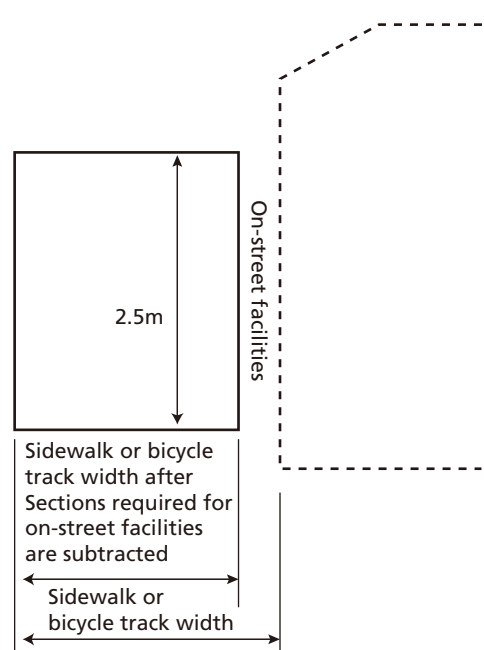 On-street facilities
2.5m
Sidewalk or bicycle
track width after
Sections required for
on-street facilities
are subtracted
Sidewalk or
bicycle track width